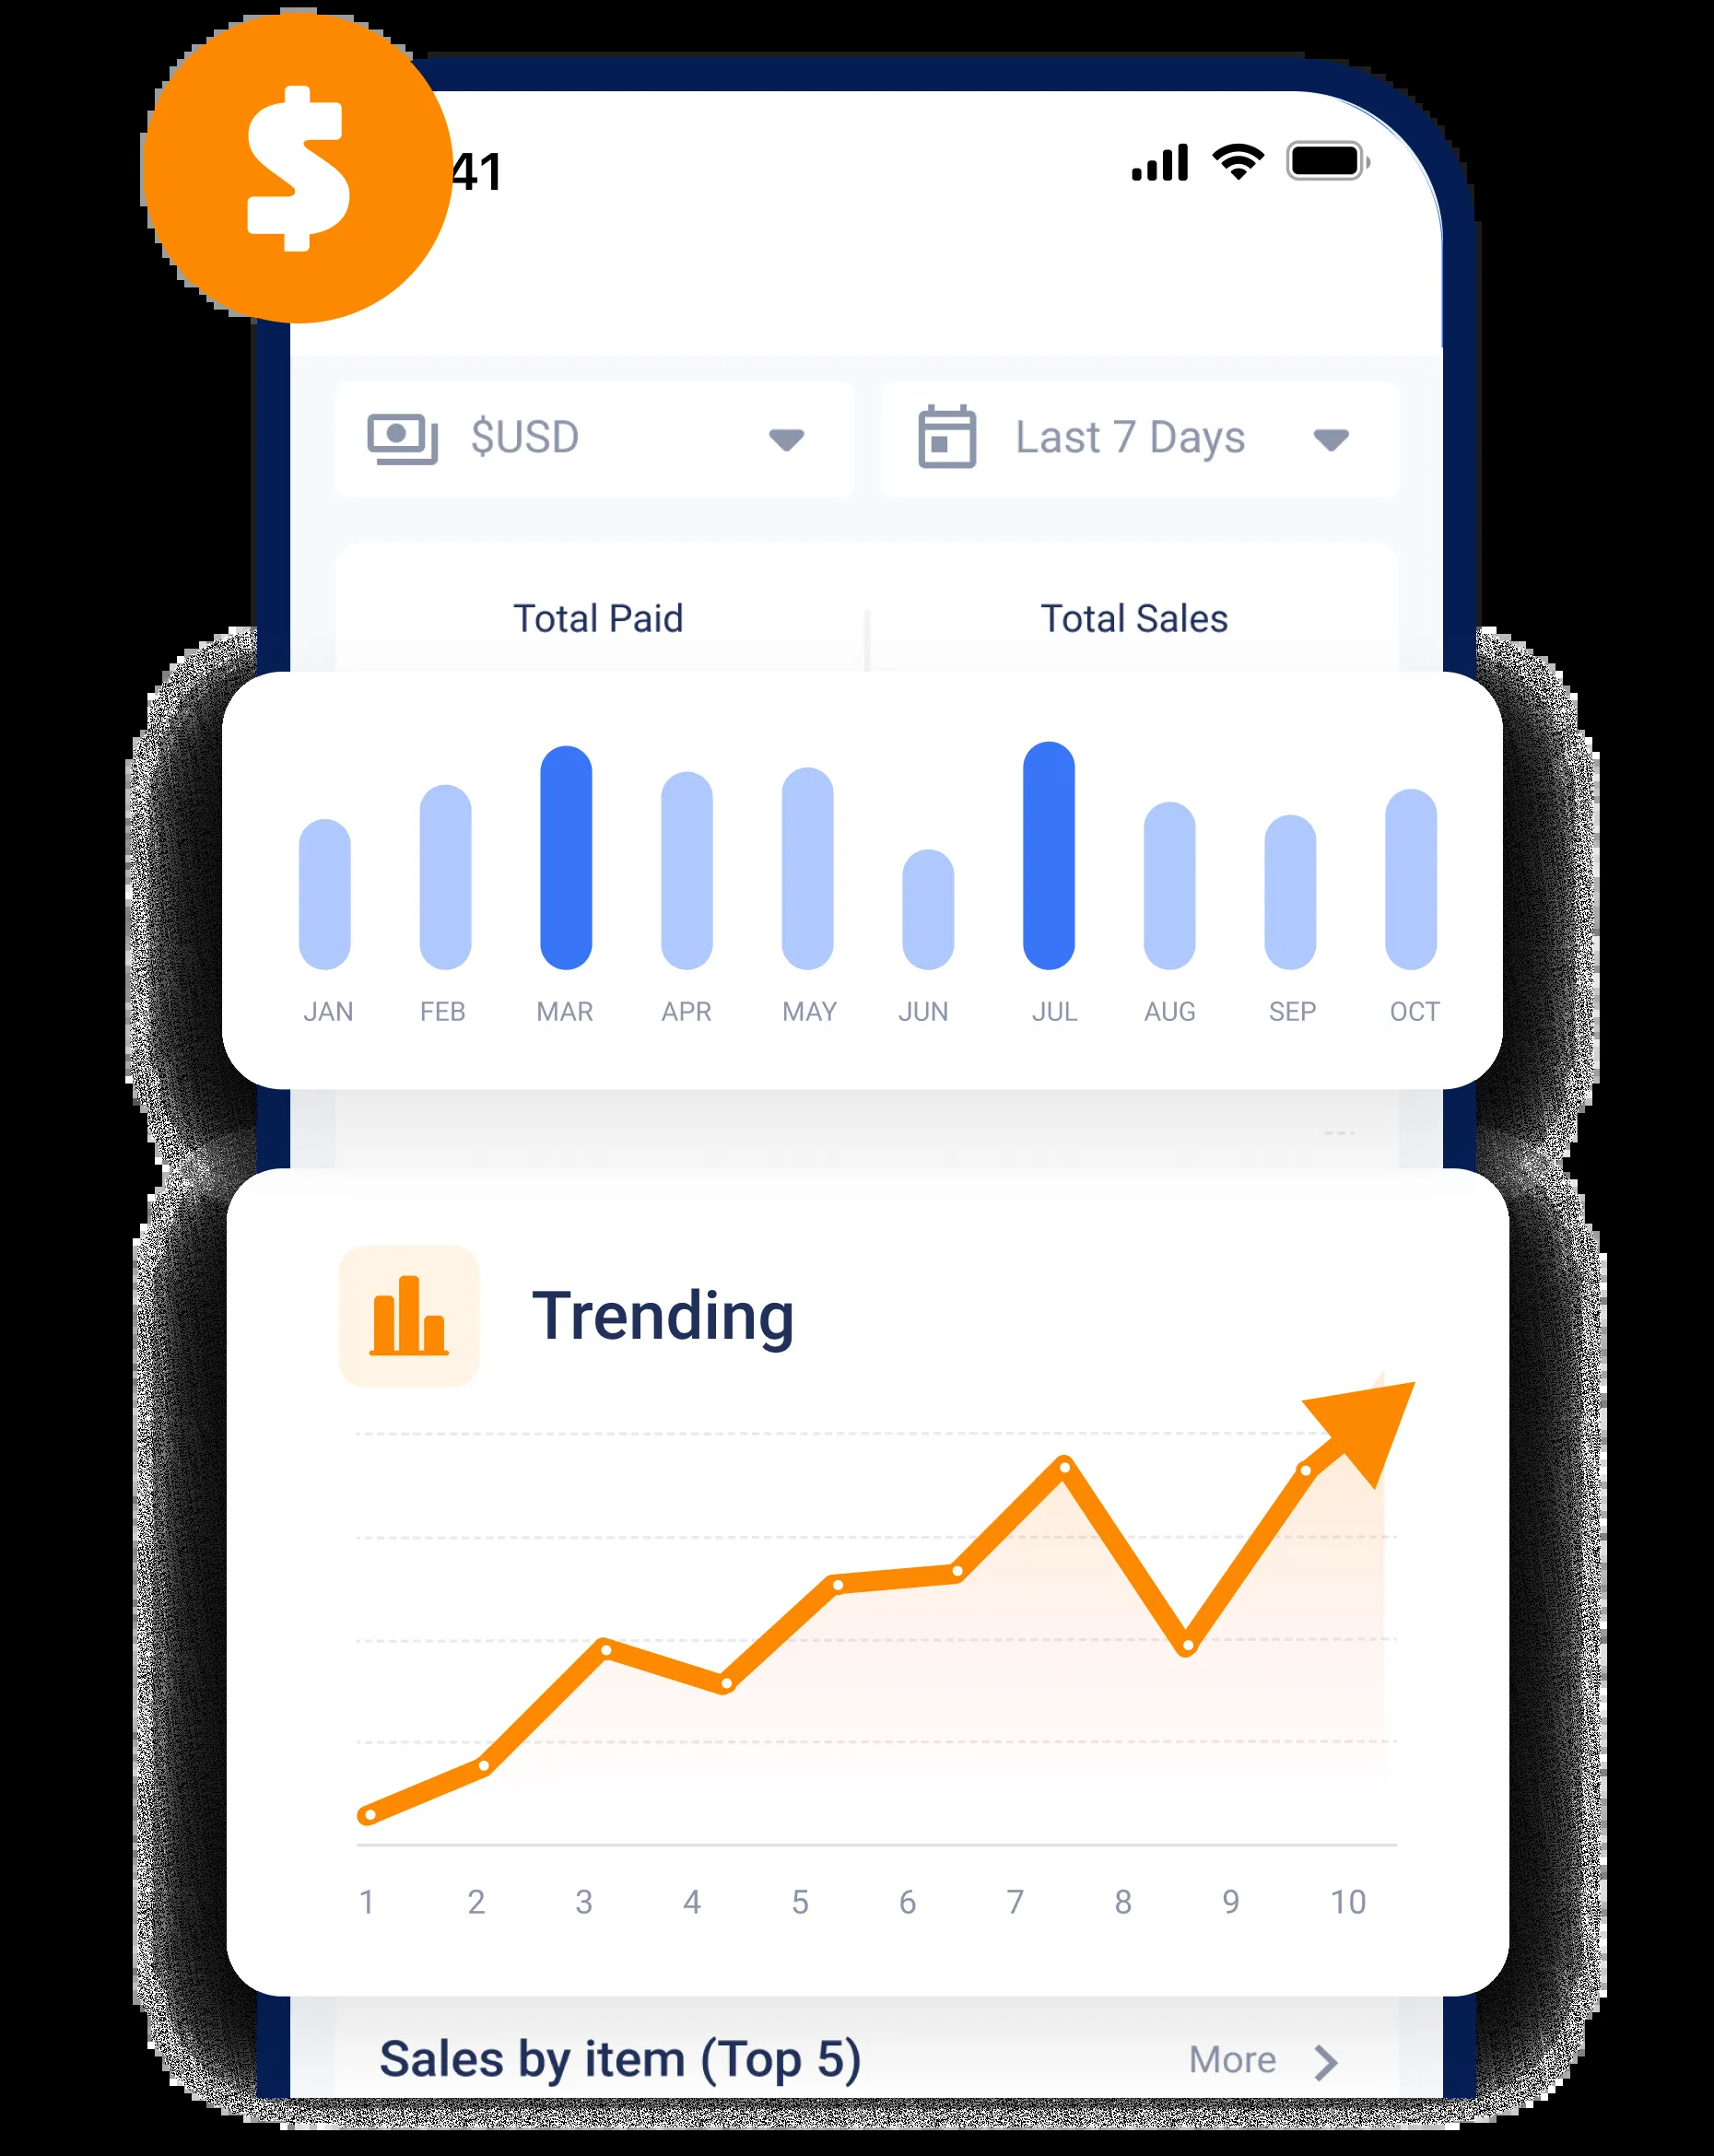 $
41
$USD
Last 7 Days
Total Paid
Total Sales
JAN FEB MAR APR MAY JUN JUL AUG SEP OCT
Trending
1 2 3 4 5 6 7 8 9 10
Sales by item (Top 5)
More